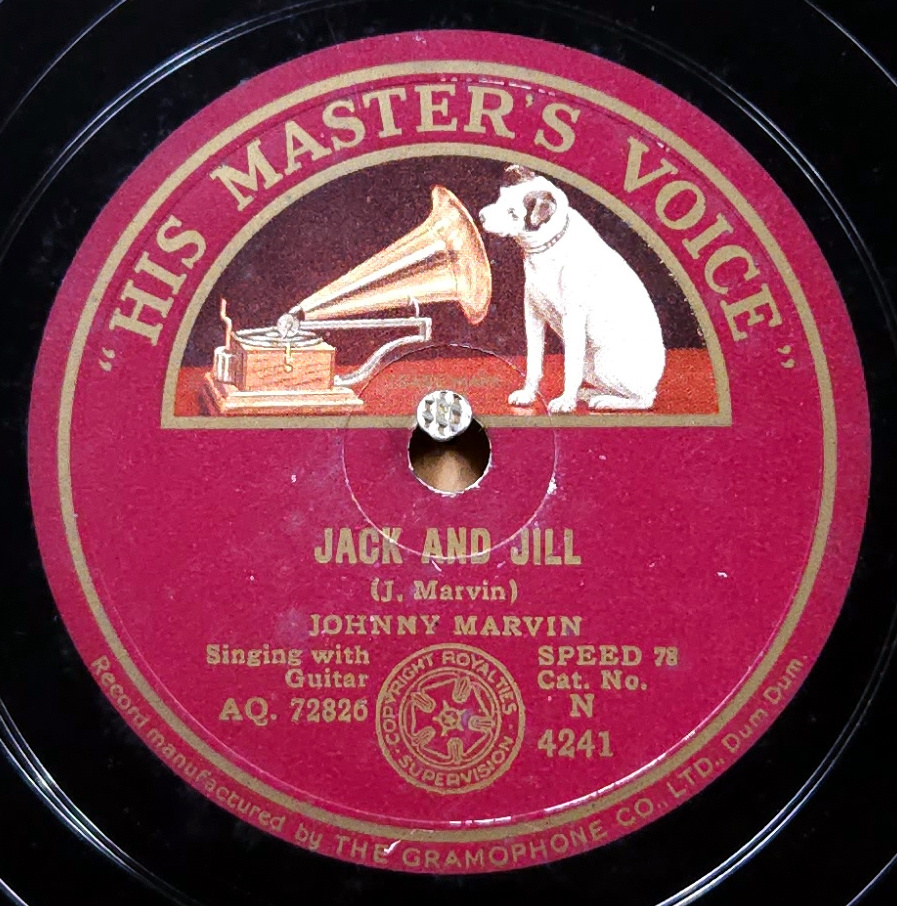 "HIS MASTER'S VOICE"
JACK AND JILL
(J. Marvin)
JOHNNY MARVIN
Singing with
Guitar
AQ. 72826
COPYRIGHT ROYALTIES
SUPERVISION
SPEED 78
Cat. No.
N
4241
Record manufactured by THE GRAMOPHONE CO., LTD., Dum Dum.